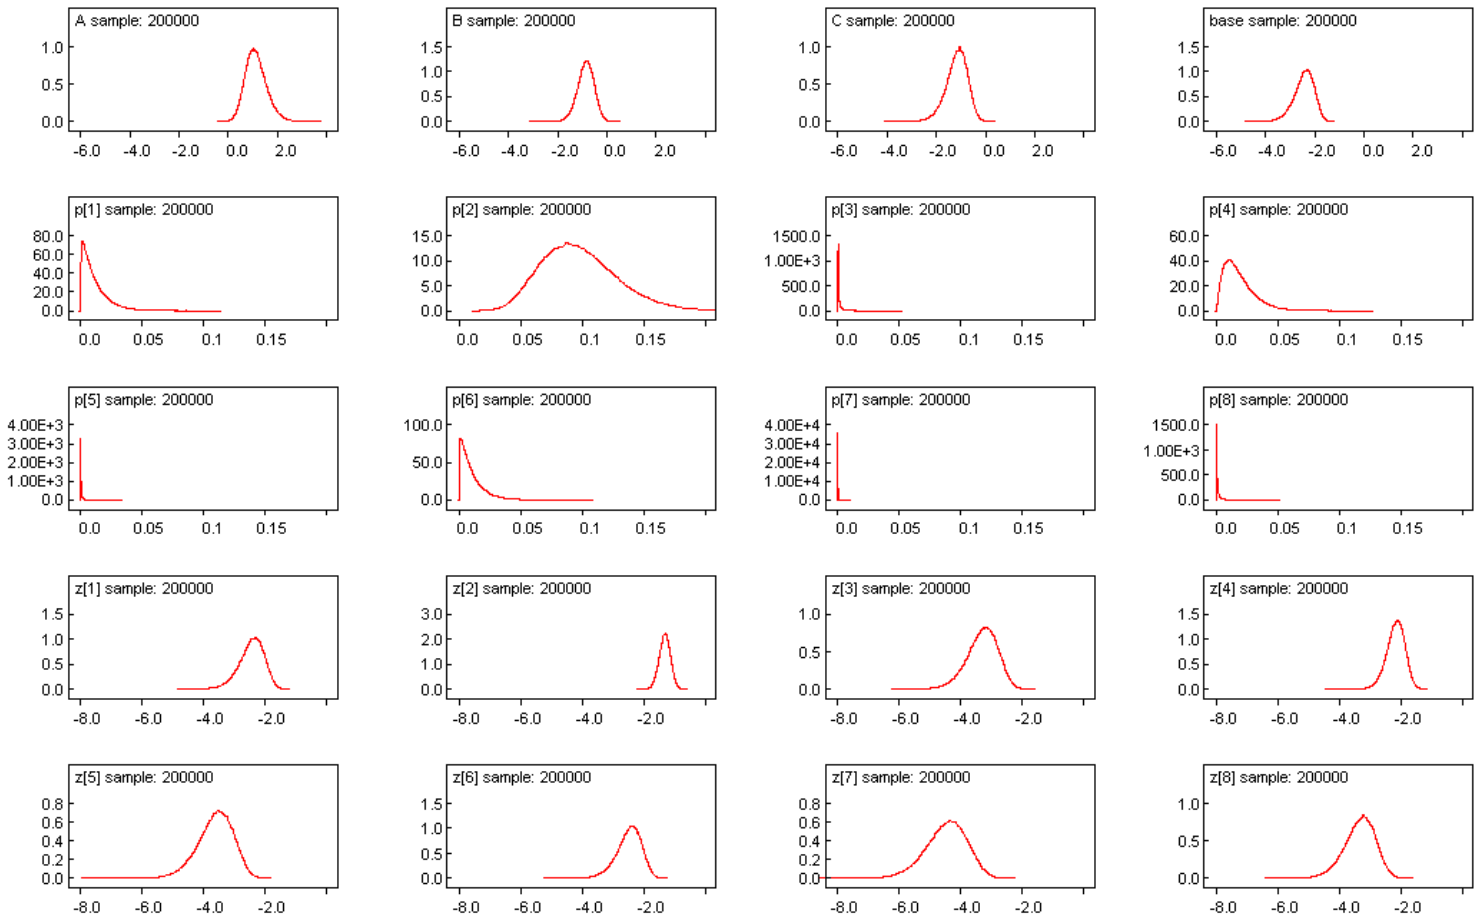 A sample: 200000
1.0
0.5
0.0
-6.0 -4.0 -2.0 0.0 2.0
B sample: 200000
1.5
1.0
0.5
0.0
-6.0 -4.0 -2.0 0.0 2.0
C sample: 200000
1.0
0.5
0.0
-6.0 -4.0 -2.0 0.0 2.0
base sample: 200000
1.5
1.0
0.5
0.0
-6.0 -4.0 -2.0 0.0 2.0
p[1] sample: 200000
80.0
60.0
40.0
20.0
0.0
0.0 0.05 0.1 0.15
p[2] sample: 200000
15.0
10.0
5.0
0.0
0.0 0.05 0.1 0.15
p[3] sample: 200000
1500.0
1.00E+3
500.0
0.0
0.0 0.05 0.1 0.15
p[4] sample: 200000
60.0
40.0
20.0
0.0
0.0 0.05 0.1 0.15
p[5] sample: 200000
4.00E+3
3.00E+3
2.00E+3
1.00E+3
0.0
0.0 0.05 0.1 0.15
p[6] sample: 200000
100.0
50.0
0.0
0.0 0.05 0.1 0.15
p[7] sample: 200000
4.00E+4
3.00E+4
2.00E+4
1.00E+4
0.0
0.0 0.05 0.1 0.15
p[8] sample: 200000
1500.0
1.00E+3
500.0
0.0
0.0 0.05 0.1 0.15
z[1] sample: 200000
1.5
1.0
0.5
0.0
-8.0 -6.0 -4.0 -2.0
z[2] sample: 200000
3.0
2.0
1.0
0.0
-8.0 -6.0 -4.0 -2.0
z[3] sample: 200000
1.0
0.5
0.0
-8.0 -6.0 -4.0 -2.0
z[4] sample: 200000
1.5
1.0
0.5
0.0
-8.0 -6.0 -4.0 -2.0
z[5] sample: 200000
0.8
0.6
0.4
0.2
0.0
-8.0 -6.0 -4.0 -2.0
z[6] sample: 200000
1.5
1.0
0.5
0.0
-8.0 -6.0 -4.0 -2.0
z[7] sample: 200000
0.8
0.6
0.4
0.2
0.0
-8.0 -6.0 -4.0 -2.0
z[8] sample: 200000
1.0
0.5
0.0
-8.0 -6.0 -4.0 -2.0